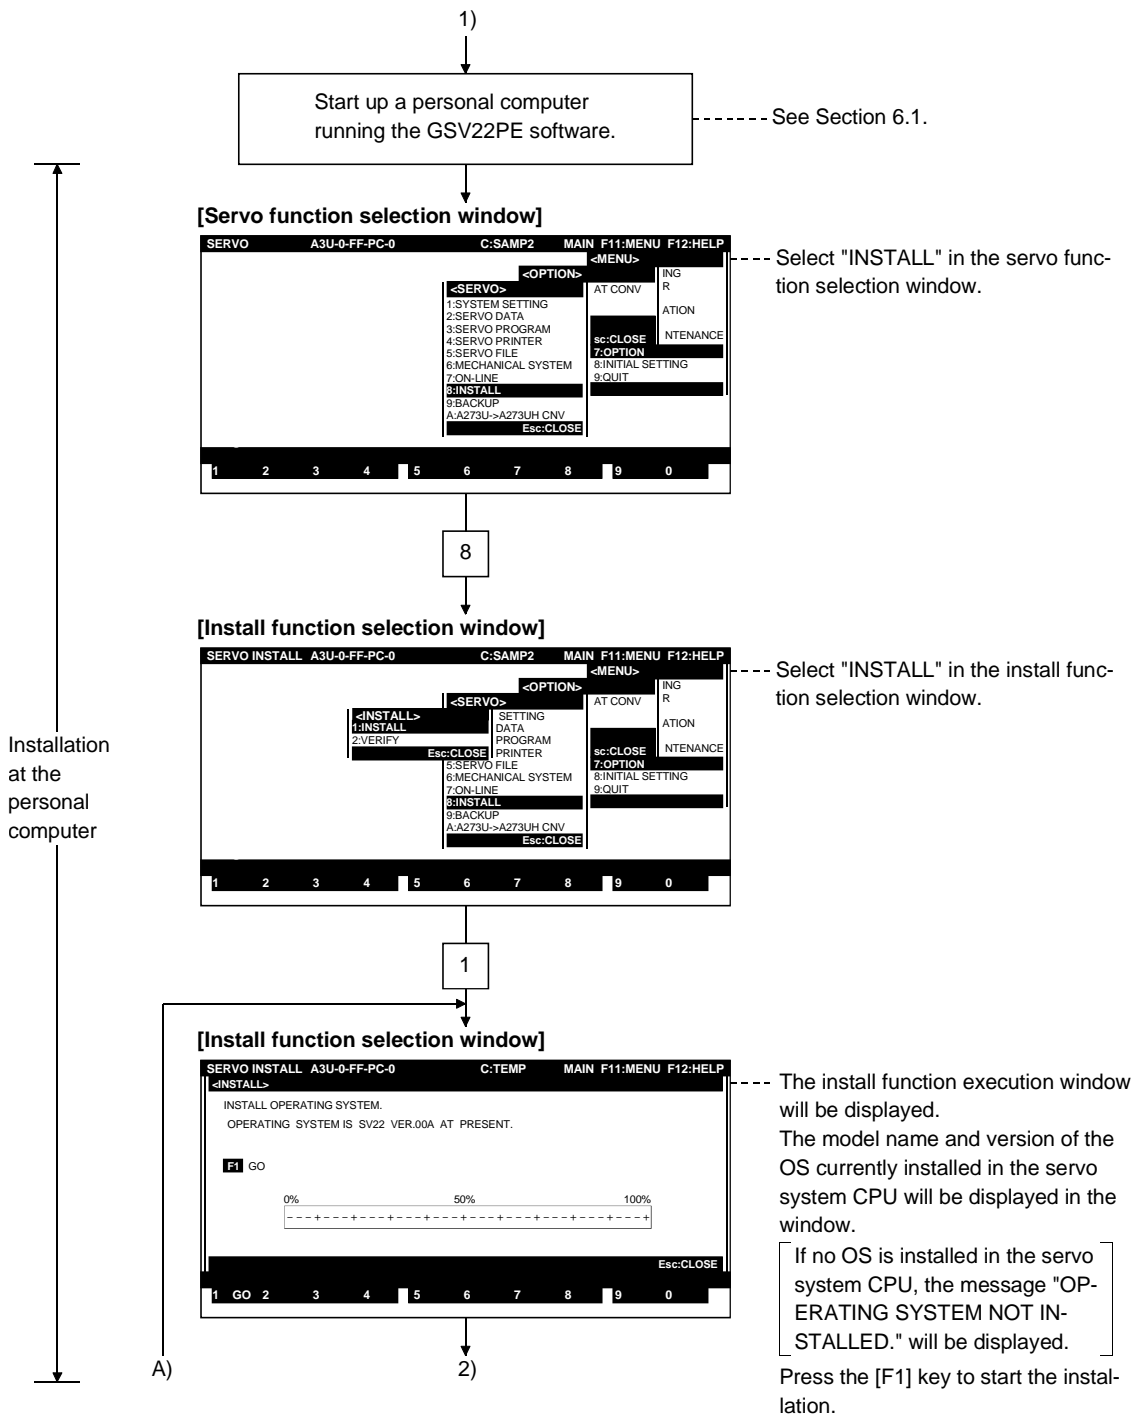 1)
Start up a personal computer
running the GSV22PE software.
See Section 6.1.
[Servo function selection window]
SERVO A3U-0-FF-PC-0 C:SAMP2 MAIN F11:MENU F12:HELP
<MENU>
<OPTION> ING
<SERVO> AT CONV R
1:SYSTEM SETTING
2:SERVO DATA ATION
3:SERVO PROGRAM
4:SERVO PRINTER sc:CLOSE NTENANCE
5:SERVO FILE 7:OPTION
6:MECHANICAL SYSTEM 8:INITIAL SETTING
7:ON-LINE 9:QUIT
8:INSTALL
9:BACKUP
A:A273U->A273UH CNV
Esc:CLOSE
1 2 3 4 5 6 7 8 9 0
Select "INSTALL" in the servo func-
tion selection window.
8
[Install function selection window]
SERVO INSTALL A3U-0-FF-PC-0 C:SAMP2 MAIN F11:MENU F12:HELP
<MENU>
<OPTION> ING
<SERVO> AT CONV R
<INSTALL> SETTING
1:INSTALL DATA ATION
2:VERIFY PROGRAM
Esc:CLOSE PRINTER sc:CLOSE NTENANCE
5:SERVO FILE 7:OPTION
6:MECHANICAL SYSTEM 8:INITIAL SETTING
7:ON-LINE 9:QUIT
8:INSTALL
9:BACKUP
A:A273U->A273UH CNV
Esc:CLOSE
1 2 3 4 5 6 7 8 9 0
Select "INSTALL" in the install func-
tion selection window.
Installation
at the
personal
computer
1
[Install function selection window]
SERVO INSTALL A3U-0-FF-PC-0 C:TEMP MAIN F11:MENU F12:HELP
<INSTALL>
INSTALL OPERATING SYSTEM.
OPERATING SYSTEM IS SV22 VER.00A AT PRESENT.
F1 GO
0% 50% 100%
---+---+---+---+---+---+---+---+---+---+
Esc:CLOSE
1 GO 2 3 4 5 6 7 8 9 0
The install function execution window
will be displayed.
The model name and version of the
OS currently installed in the servo
system CPU will be displayed in the
window.
If no OS is installed in the servo
system CPU, the message "OP-
ERATING SYSTEM NOT IN-
STALLED." will be displayed.
Press the [F1] key to start the instal-
lation.
A)
2)